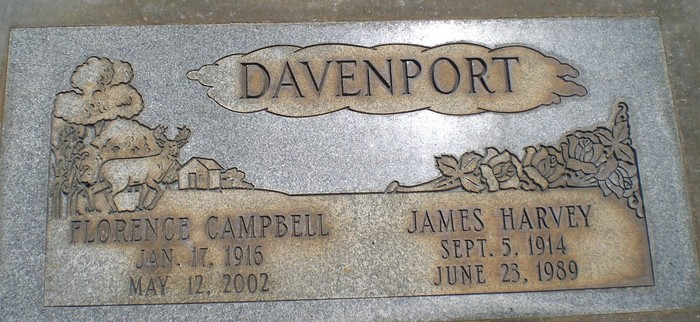 DAVENPORT
FLORENCE CAMPBELL
JAN. 17, 1916
MAY 12, 2002
JAMES HARVEY
SEPT. 5, 1914
JUNE 23, 1989